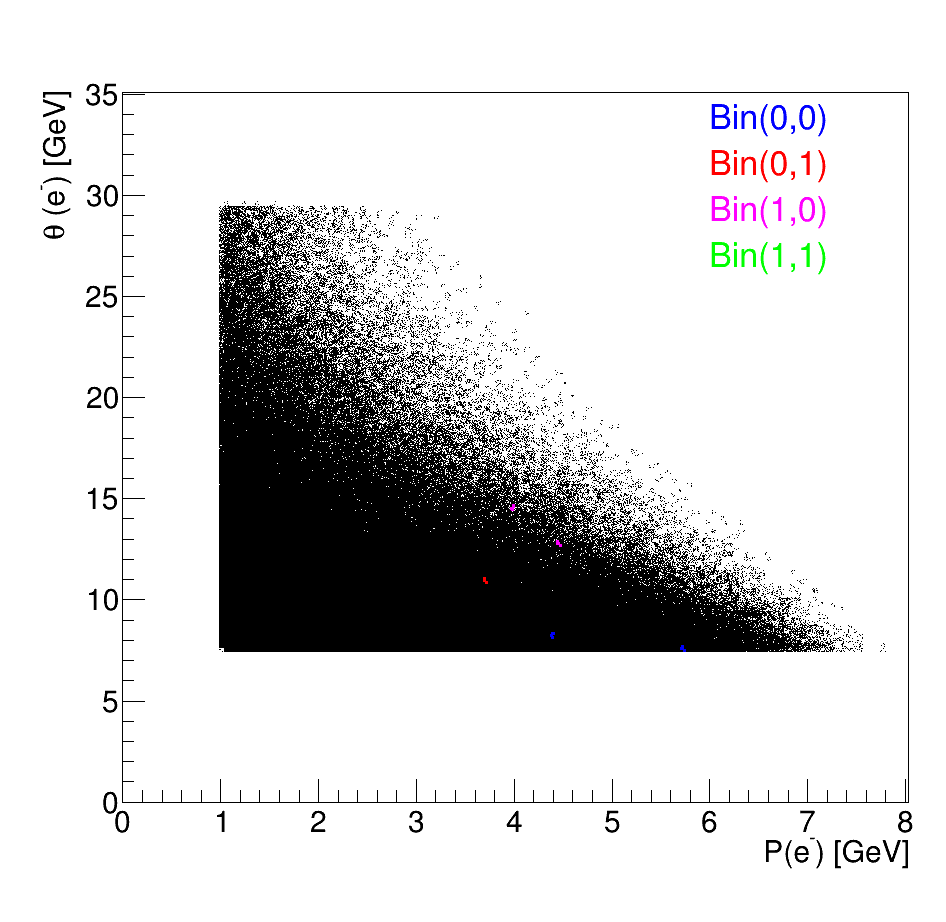 θ (e⁻) [GeV]
35
30
25
20
15
10
5
0
Bin(0,0)
Bin(0,1)
Bin(1,0)
Bin(1,1)
0 1 2 3 4 5 6 7 8
P(e⁻) [GeV]